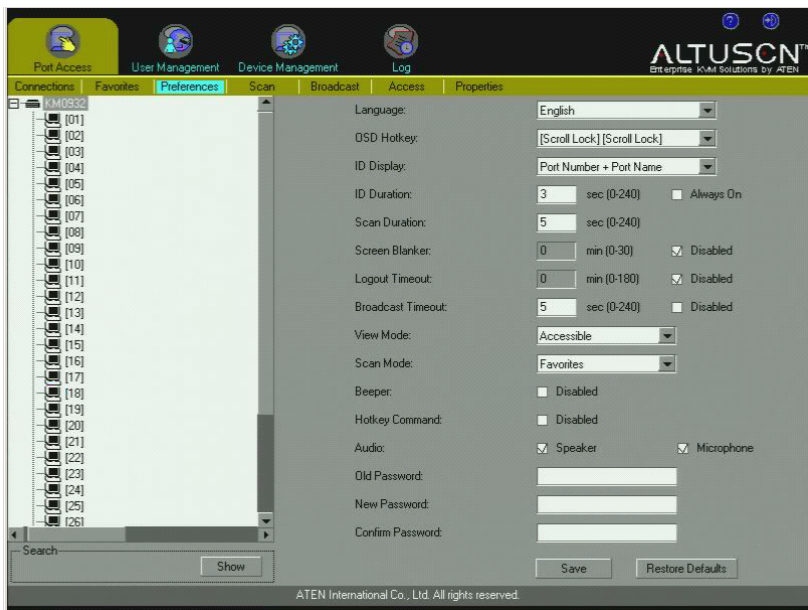 ALTUSCN™
Enterprise KVM Solutions by ATEN
Port Access User Management Device Management Log
Connections Favorites Preferences Scan Broadcast Access Properties
KM0932
[01]
[02]
[03]
[04]
[05]
[06]
[07]
[08]
[09]
[10]
[11]
[12]
[13]
[14]
[15]
[16]
[17]
[18]
[19]
[20]
[21]
[22]
[23]
[24]
[25]
[26]
Search
Show
Language: English
OSD Hotkey: [Scroll Lock] [Scroll Lock]
ID Display: Port Number + Port Name
ID Duration: 3 sec (0-240) Always On
Scan Duration: 5 sec (0-240)
Screen Blanker: 0 min (0-30) Disabled
Logout Timeout: 0 min (0-180) Disabled
Broadcast Timeout: 5 sec (0-240) Disabled
View Mode: Accessible
Scan Mode: Favorites
Beeper: Disabled
Hotkey Command: Disabled
Audio: Speaker Microphone
Old Password:
New Password:
Confirm Password:
Save Restore Defaults
ATEN International Co., Ltd. All rights reserved.